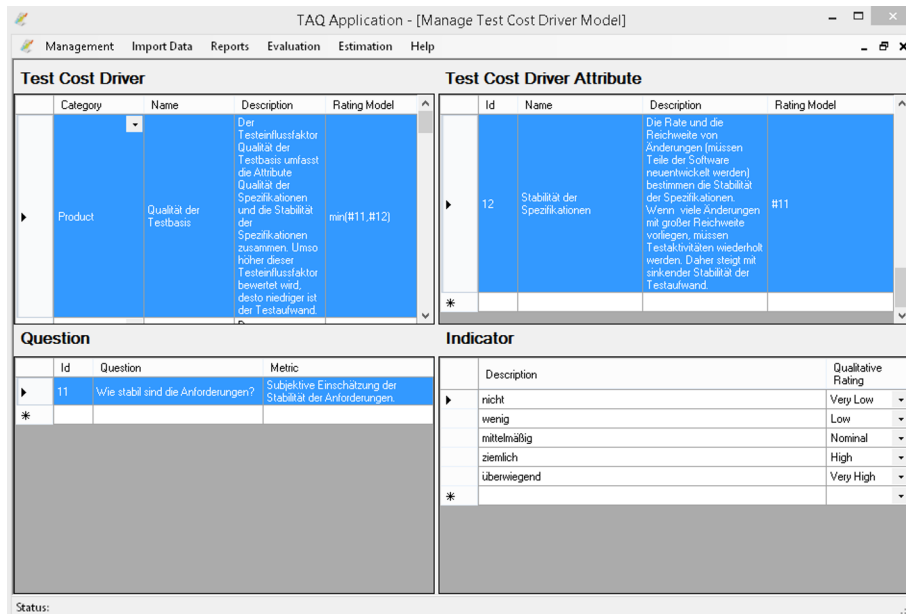 TAQ Application - [Manage Test Cost Driver Model]
Management Import Data Reports Evaluation Estimation Help
Test Cost Driver
Category Name Description Rating Model
Product
Qualität der
Testbasis
Der
Testeinflussfaktor
Qualität der
Testbasis umfasst
die Attribute
Qualität der
Spezifikationen
und die Stabilität
der
Spezifikationen
zusammen. Umso
höher dieser
Testeinflussfaktor
bewertet wird,
desto niedriger ist
der Testaufwand.
min(#11,#12)
Test Cost Driver Attribute
Id Name Description Rating Model
12
Stabilität der
Spezifikationen
Die Rate und die
Reichweite von
Änderungen (müssen
Teile der Software
neuentwickelt werden)
bestimmen die Stabilität
der Spezifikationen.
Wenn viele Änderungen
mit großer Reichweite
vorliegen, müssen
Testaktivitäten wiederholt
werden. Daher steigt mit
sinkender Stabilität der
Testaufwand.
#11
Question
Id Question Metric
11 Wie stabil sind die Anforderungen?
Subjektive Einschätzung der
Stabilität der Anforderungen.
Indicator
Description
Qualitative
Rating
nicht Very Low
wenig Low
mittelmäßig Nominal
ziemlich High
überwiegend Very High
Status: